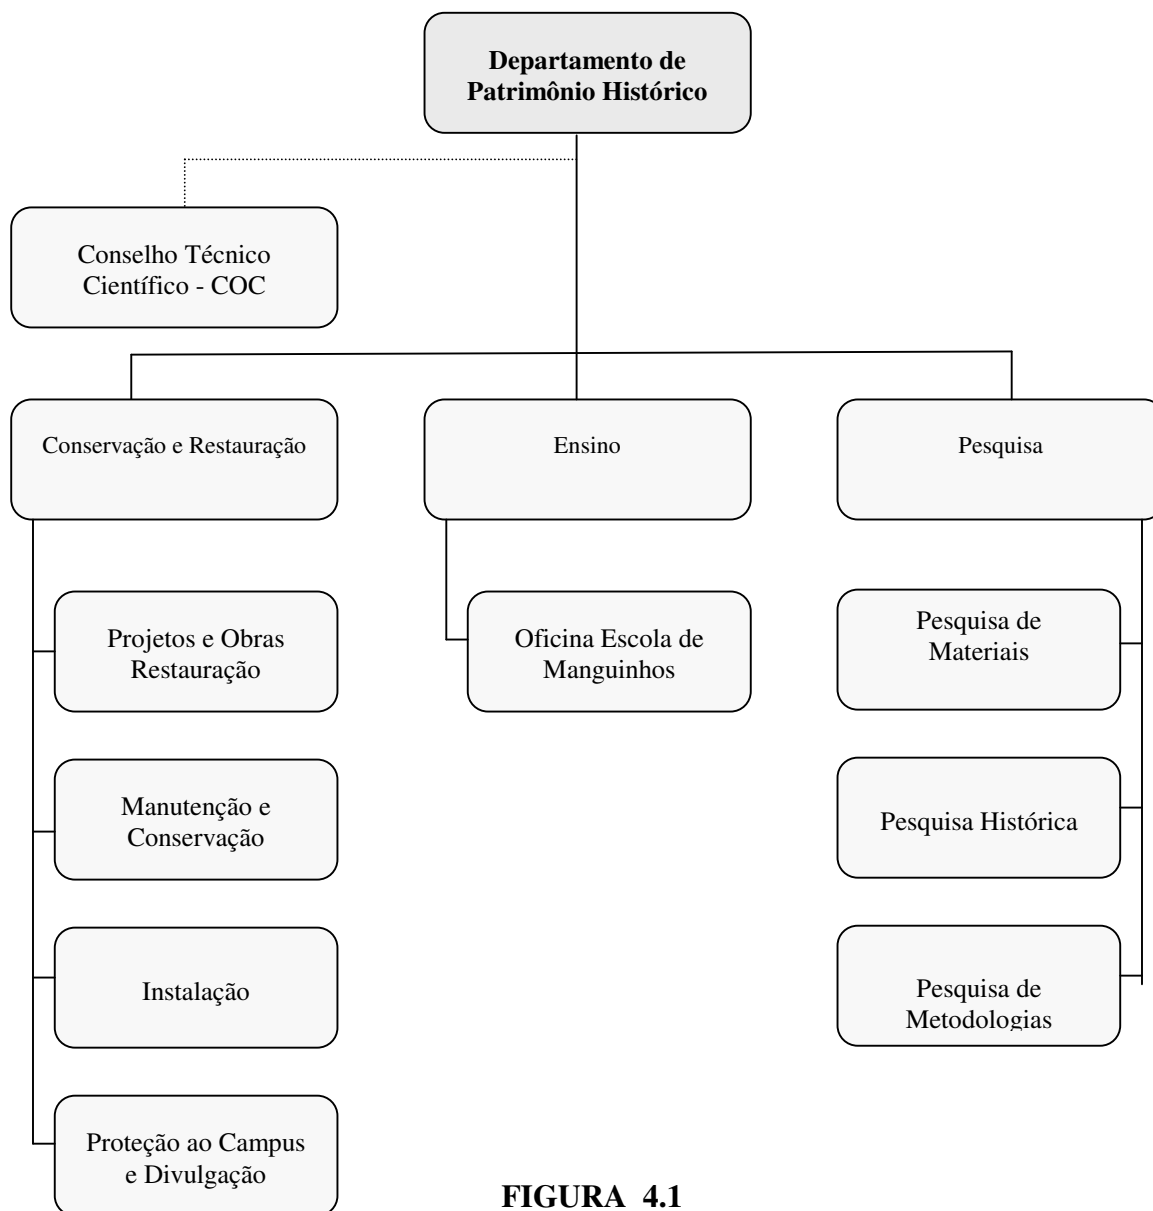 Departamento de
Patrimônio Histórico
Conselho Técnico
Científico - COC
Conservação e Restauração
Ensino
Pesquisa
Projetos e Obras
Restauração
Oficina Escola de
Manguinhos
Pesquisa de
Materiais
Manutenção e
Conservação
Pesquisa Histórica
Instalação
Pesquisa de
Metodologias
Proteção ao Campus
e Divulgação
FIGURA 4.1